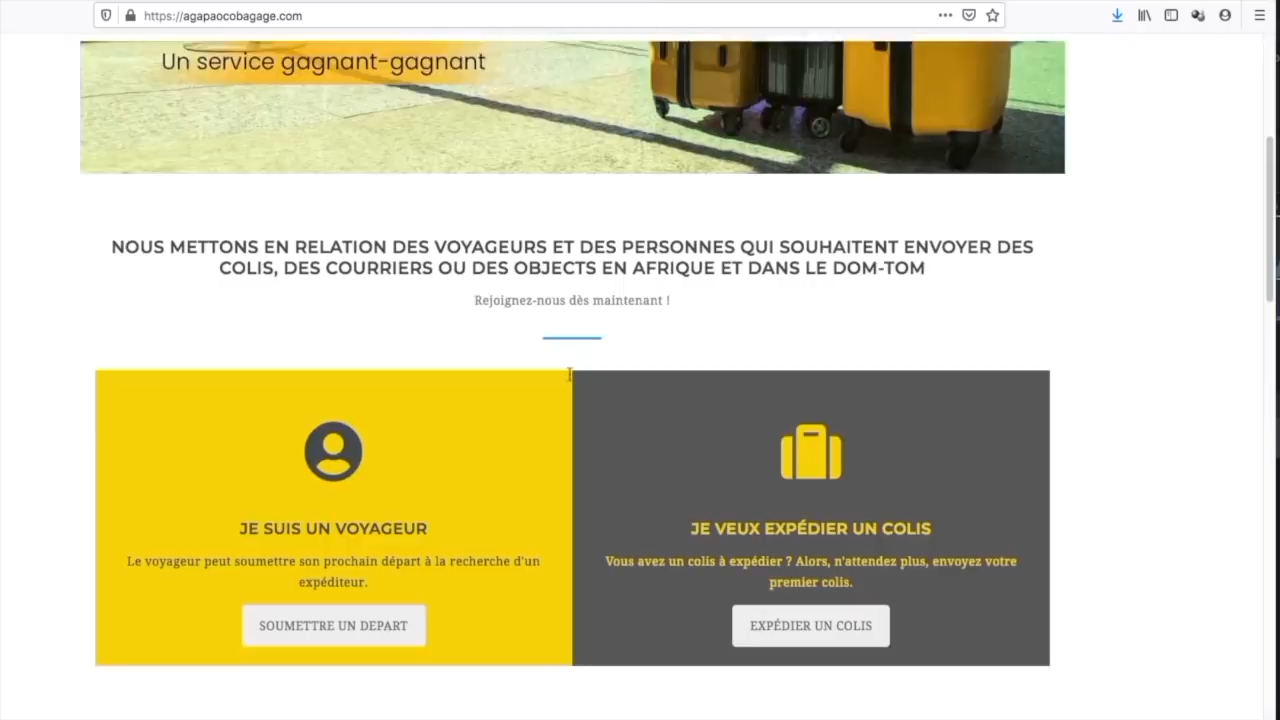 https://agapaocobagage.com
Un service gagnant-gagnant
NOUS METTONS EN RELATION DES VOYAGEURS ET DES PERSONNES QUI SOUHAITENT ENVOYER DES
COLIS, DES COURRIERS OU DES OBJECTS EN AFRIQUE ET DANS LE DOM-TOM
Rejoignez-nous dès maintenant !
JE SUIS UN VOYAGEUR
Le voyageur peut soumettre son prochain départ à la recherche d'un
expéditeur.
SOUMETTRE UN DEPART
JE VEUX EXPÉDIER UN COLIS
Vous avez un colis à expédier ? Alors, n'attendez plus, envoyez votre
premier colis.
EXPÉDIER UN COLIS